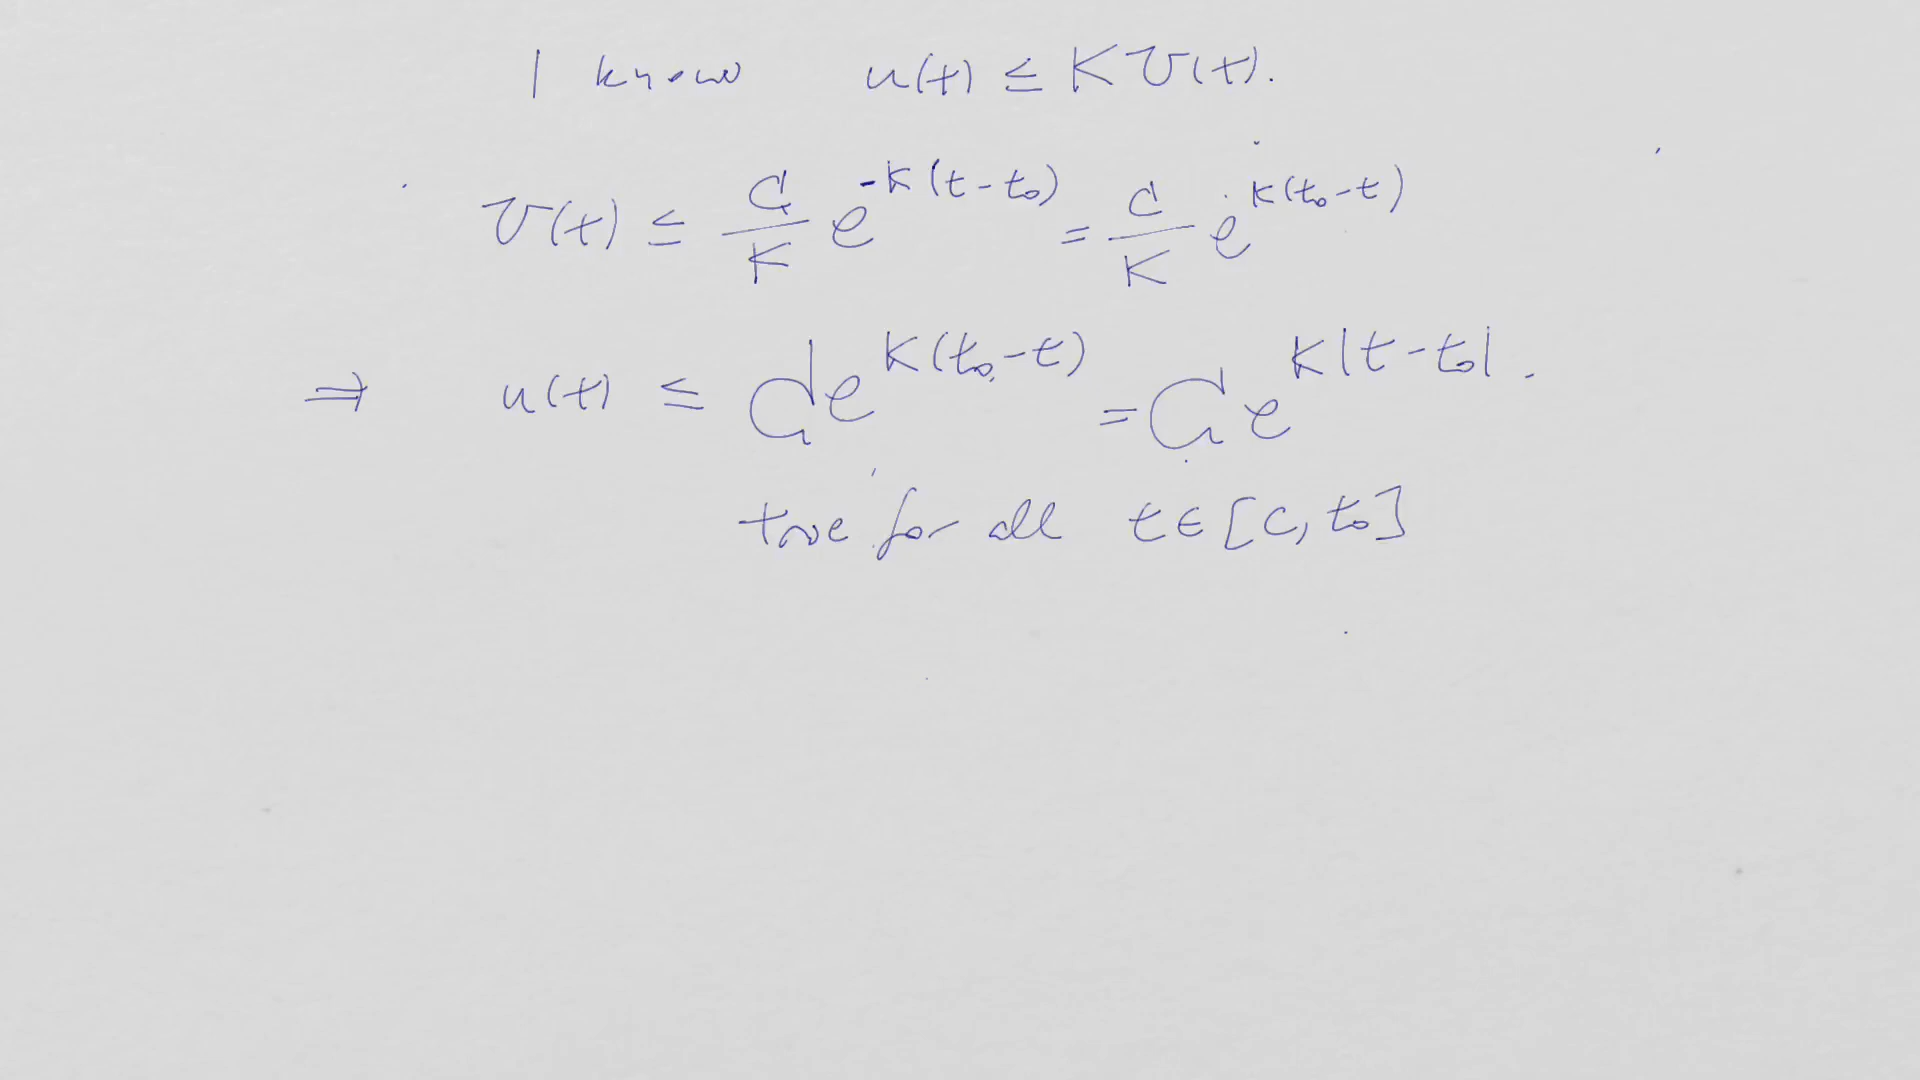 I know u(t) ≤ K v(t).
v(t) ≤ C/K e^{-K(t-t₀)} = C/K e^{K(t₀-t)}
⇒ u(t) ≤ C e^{K(t₀-t)} = C e^{K|t-t₀|}.
true for all t ∈ [c, t₀]